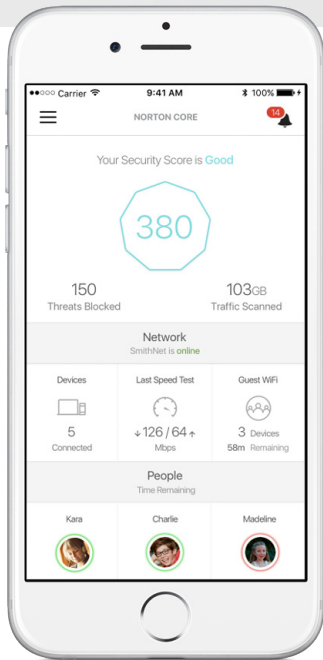 Carrier 9:41 AM 100%
NORTON CORE 14
Your Security Score is Good
380
150 103GB
Threats Blocked Traffic Scanned
Network
SmithNet is online
Devices Last Speed Test Guest WiFi
5 ↓126 / 64↑ 3 Devices
Connected Mbps 58m Remaining
People
Time Remaining
Kara Charlie Madeline